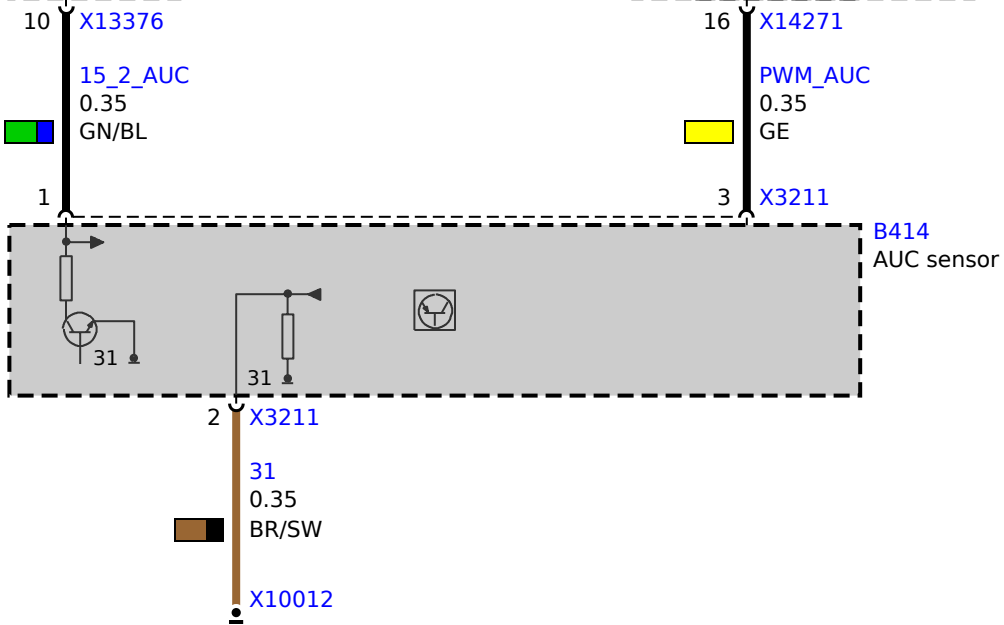 10 X13376
16 X14271
15_2_AUC
0.35
GN/BL
PWM_AUC
0.35
GE
1
3 X3211
B414
AUC sensor
31
31
2 X3211
31
0.35
BR/SW
X10012